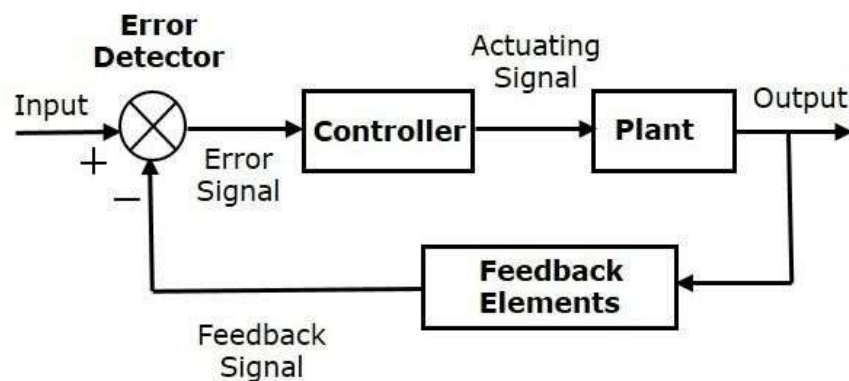 Error
Detector
Actuating
Signal
Input
Output
Controller
Plant
+
Error
Signal
−
Feedback
Elements
Feedback
Signal